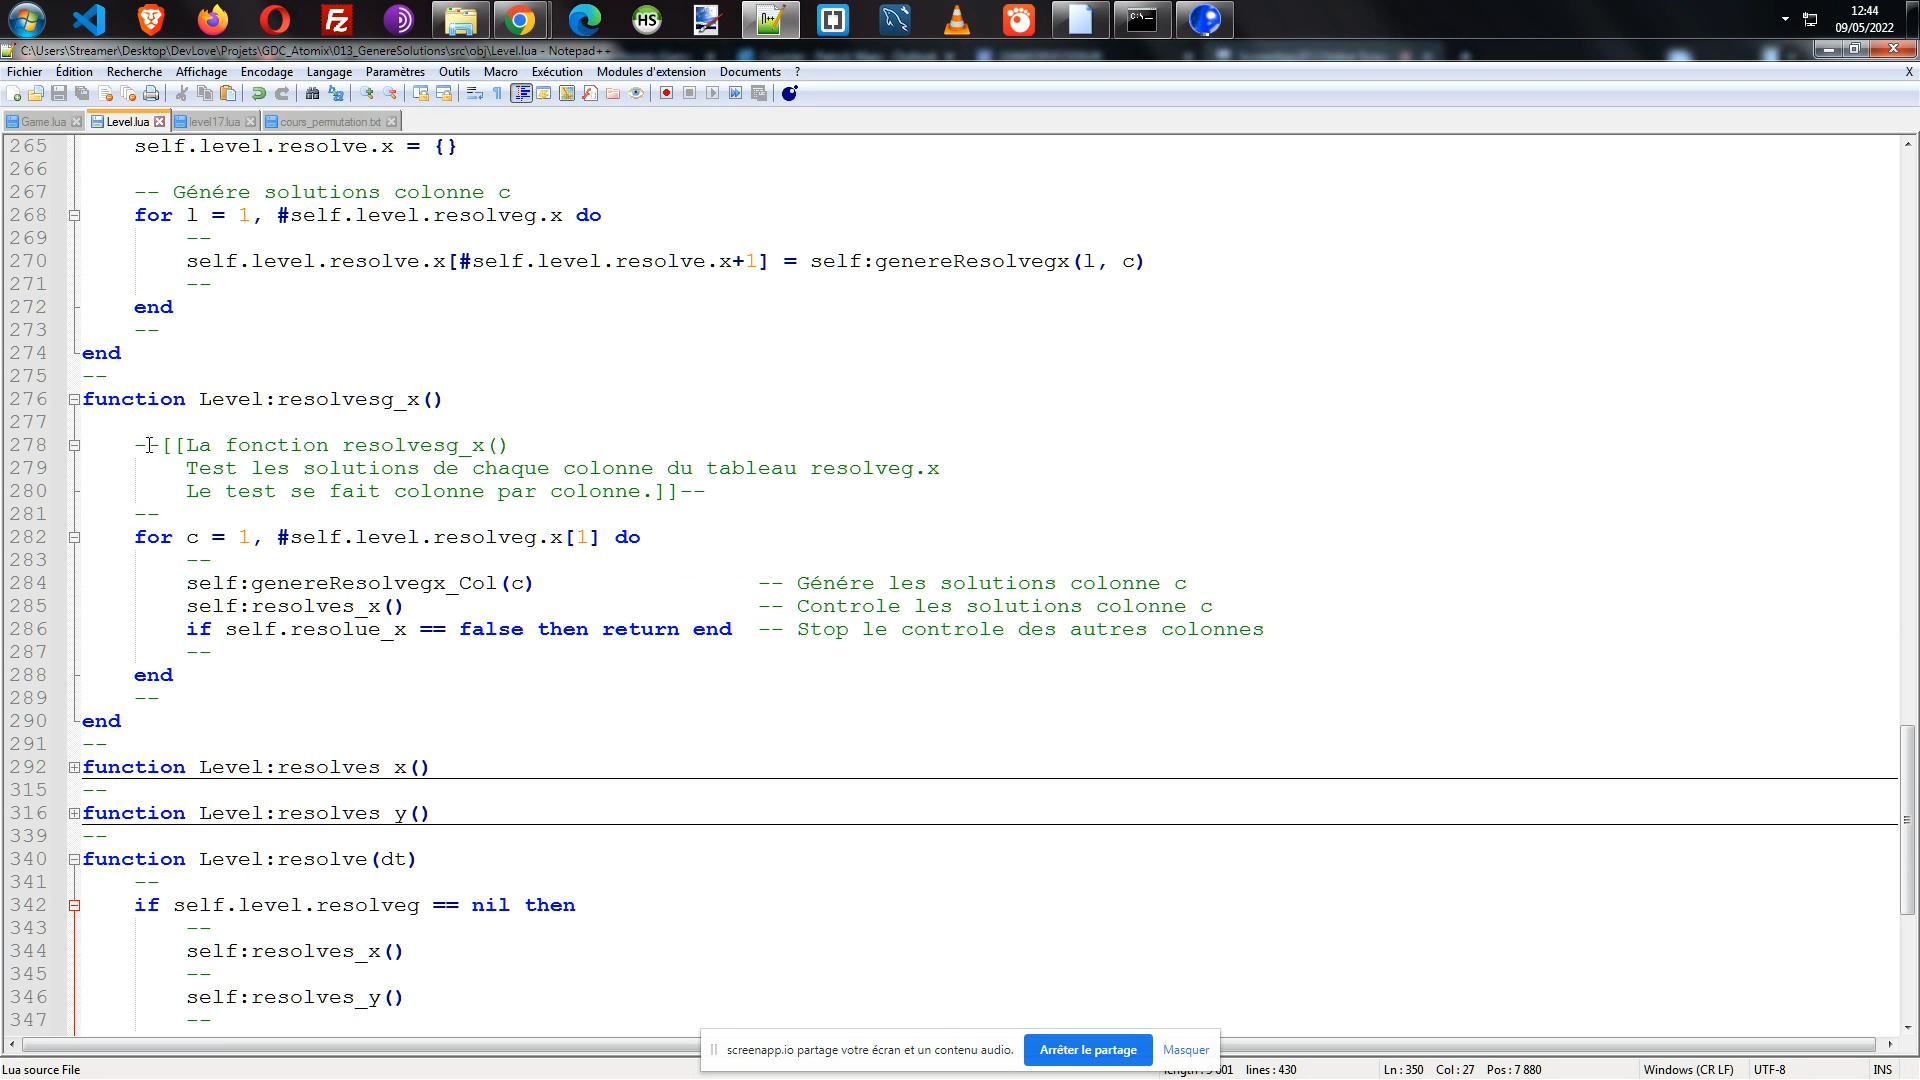 12:44
09/05/2022
C:\Users\Streamer\Desktop\DevLove\Projets\GDC_Atomix\013_GenereSolutions\src\obj\Level.lua - Notepad++
Fichier Édition Recherche Affichage Encodage Langage Paramètres Outils Macro Exécution Modules d'extension Documents ? X
Game.lua Level.lua level17.lua cours_permutation.txt
265 self.level.resolve.x = {}
266
267 -- Génére solutions colonne c
268 for l = 1, #self.level.resolveg.x do
269 --
270 self.level.resolve.x[#self.level.resolve.x+1] = self:genereResolvegx(l, c)
271 --
272 end
273 --
274 end
275 --
276 function Level:resolvesg_x()
277
278 --[[La fonction resolvesg_x()
279 Test les solutions de chaque colonne du tableau resolveg.x
280 Le test se fait colonne par colonne.]]--
281 --
282 for c = 1, #self.level.resolveg.x[1] do
283 --
284 self:genereResolvegx_Col(c) -- Génére les solutions colonne c
285 self:resolves_x() -- Controle les solutions colonne c
286 if self.resolue_x == false then return end -- Stop le controle des autres colonnes
287 --
288 end
289 --
290 end
291 --
292 function Level:resolves_x()
315 --
316 function Level:resolves_y()
339 --
340 function Level:resolve(dt)
341 --
342 if self.level.resolveg == nil then
343 --
344 self:resolves_x()
345 --
346 self:resolves_y()
347 --
screenapp.io partage votre écran et un contenu audio. Arrêter le partage Masquer
Lua source File lines : 430 Ln : 350 Col : 27 Pos : 7 880 Windows (CR LF) UTF-8 INS